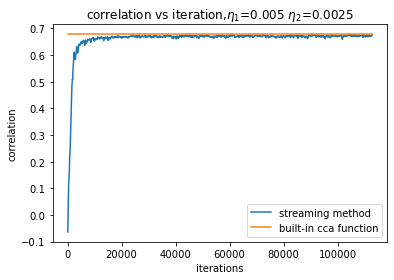 correlation vs iteration,η₁=0.005 η₂=0.0025
0.7
0.6
0.5
0.4
0.3
0.2
0.1
0.0
−0.1
correlation
streaming method
built-in cca function
0 20000 40000 60000 80000 100000
iterations